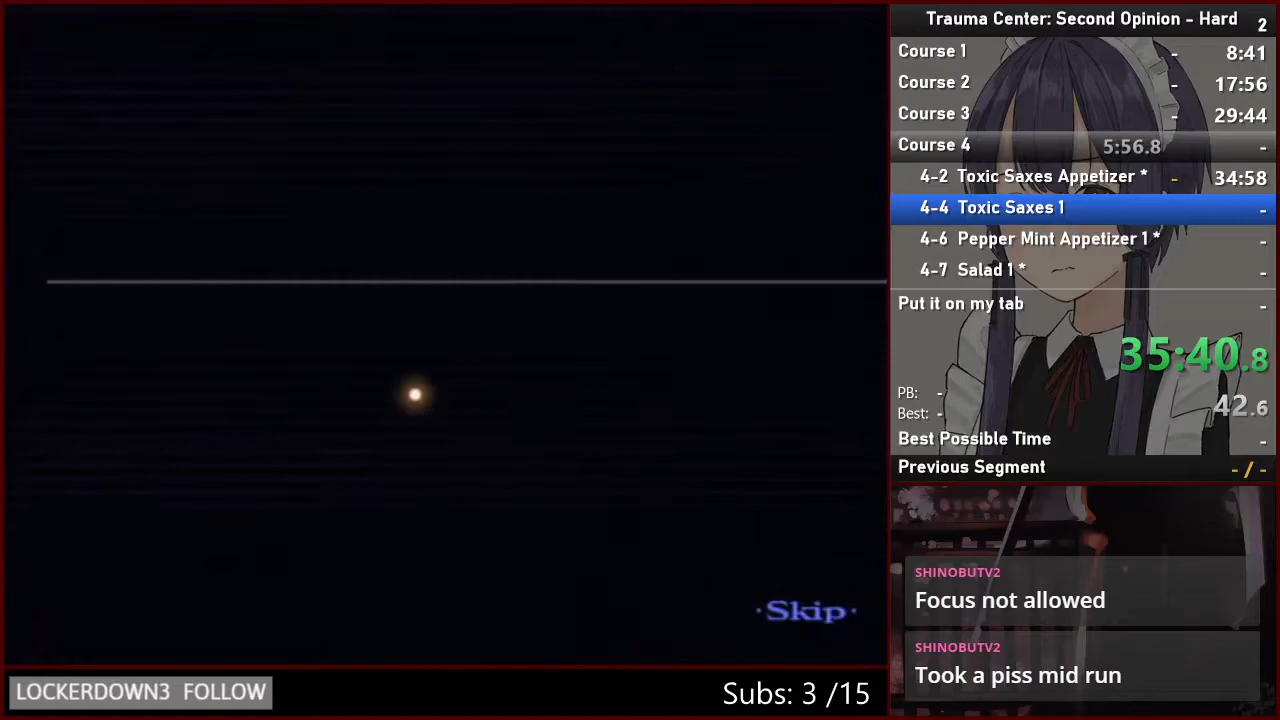 Trauma Center: Second Opinion - Hard 2
Course 1 - 8:41
Course 2 - 17:56
Course 3 - 29:44
Course 4 5:56.8 -
4-2 Toxic Saxes Appetizer * - 34:58
4-4 Toxic Saxes 1 -
4-6 Pepper Mint Appetizer 1 * -
4-7 Salad 1 * -
Put it on my tab -
35:40.8
PB: -
Best: - 42.6
Best Possible Time -
Previous Segment - / -
·Skip·
SHINOBUTV2
Focus not allowed
SHINOBUTV2
Took a piss mid run
LOCKERDOWN3 FOLLOW
Subs: 3 /15